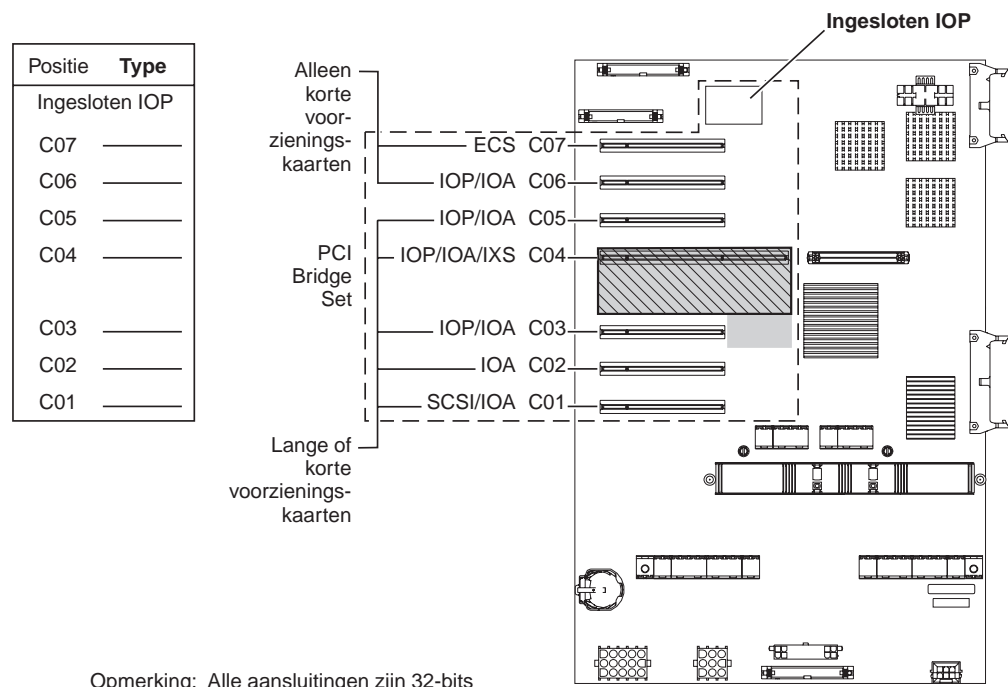 Ingesloten IOP
Positie Type
Ingesloten IOP
C07
C06
C05
C04
C03
C02
C01
Alleen
korte
voor-
zienings-
kaarten
PCI
Bridge
Set
Lange of
korte
voorzienings-
kaarten
ECS C07
IOP/IOA C06
IOP/IOA C05
IOP/IOA/IXS C04
IOP/IOA C03
IOA C02
SCSI/IOA C01
Opmerking: Alle aansluitingen zijn 32-bits